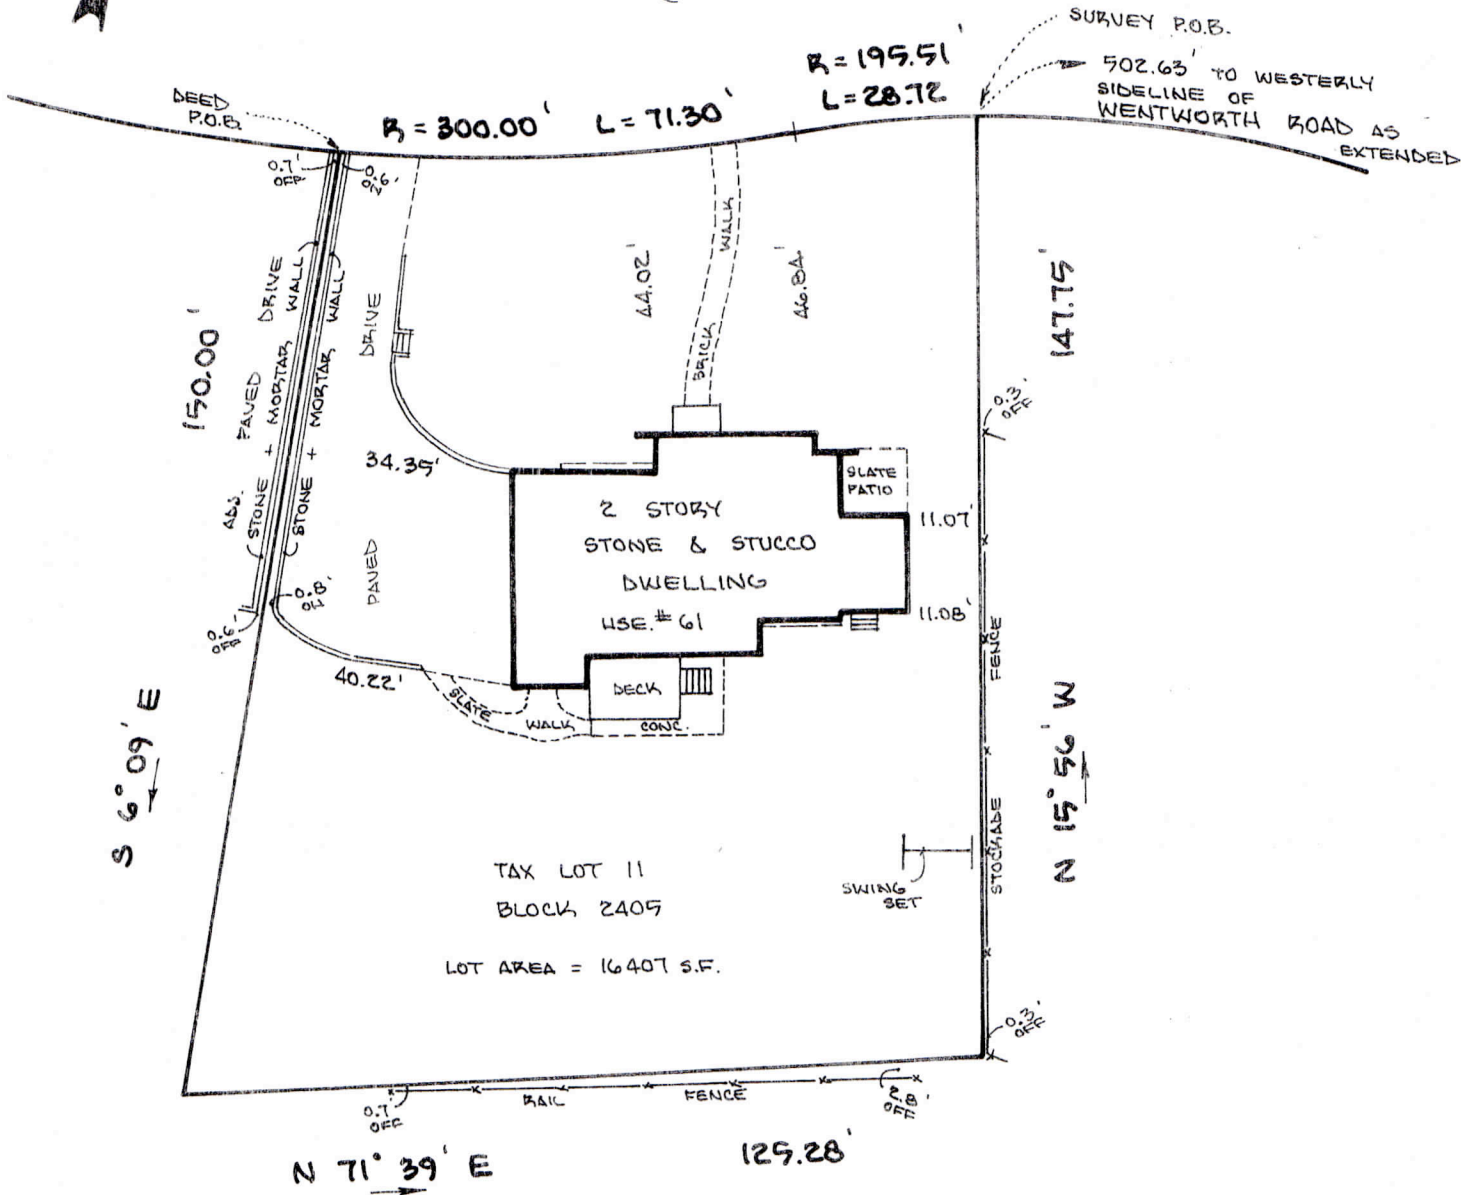 SURVEY P.O.B.
R = 195.51'
L = 28.72
502.63' TO WESTERLY
SIDELINE OF
WENTWORTH ROAD AS
EXTENDED
DEED
P.O.B.
R = 300.00' L = 71.30'
0.7'
OFF
0.6'
ON
150.00'
ADJ. PAVED DRIVE
STONE + MORTAR WALL
STONE + MORTAR WALL
PAVED DRIVE
44.02'
BRICK WALK
46.84'
147.75'
0.3'
OFF
34.35'
SLATE
PATIO
11.07'
2 STORY
STONE & STUCCO
DWELLING
HSE. # 61
11.08'
0.8'
ON
0.6'
OFF
40.22'
SLATE WALK
DECK
CONC.
STOCKADE FENCE
S 6° 09' E
N 15° 56' W
SWING
SET
TAX LOT 11
BLOCK 2405
LOT AREA = 16407 S.F.
0.3'
OFF
0.7'
OFF
RAIL FENCE
2.8'
OFF
N 71° 39' E
125.28'